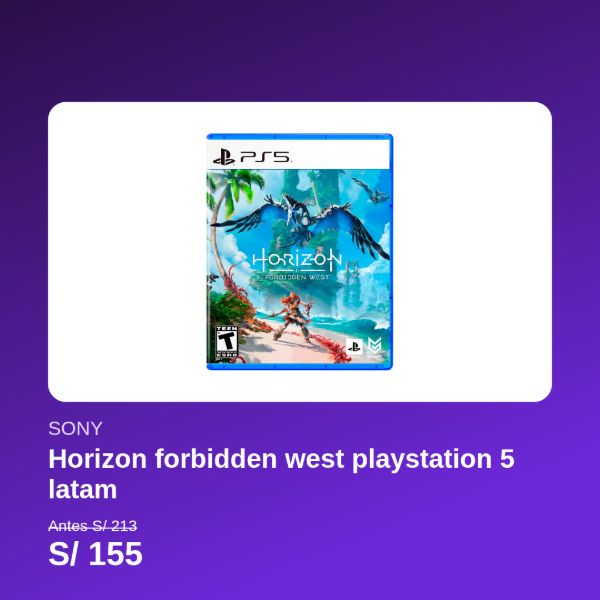 PS5
HORIZON
FORBIDDEN WEST
TEEN
T
ESRB
SONY
Horizon forbidden west playstation 5
latam
Antes S/ 213
S/ 155